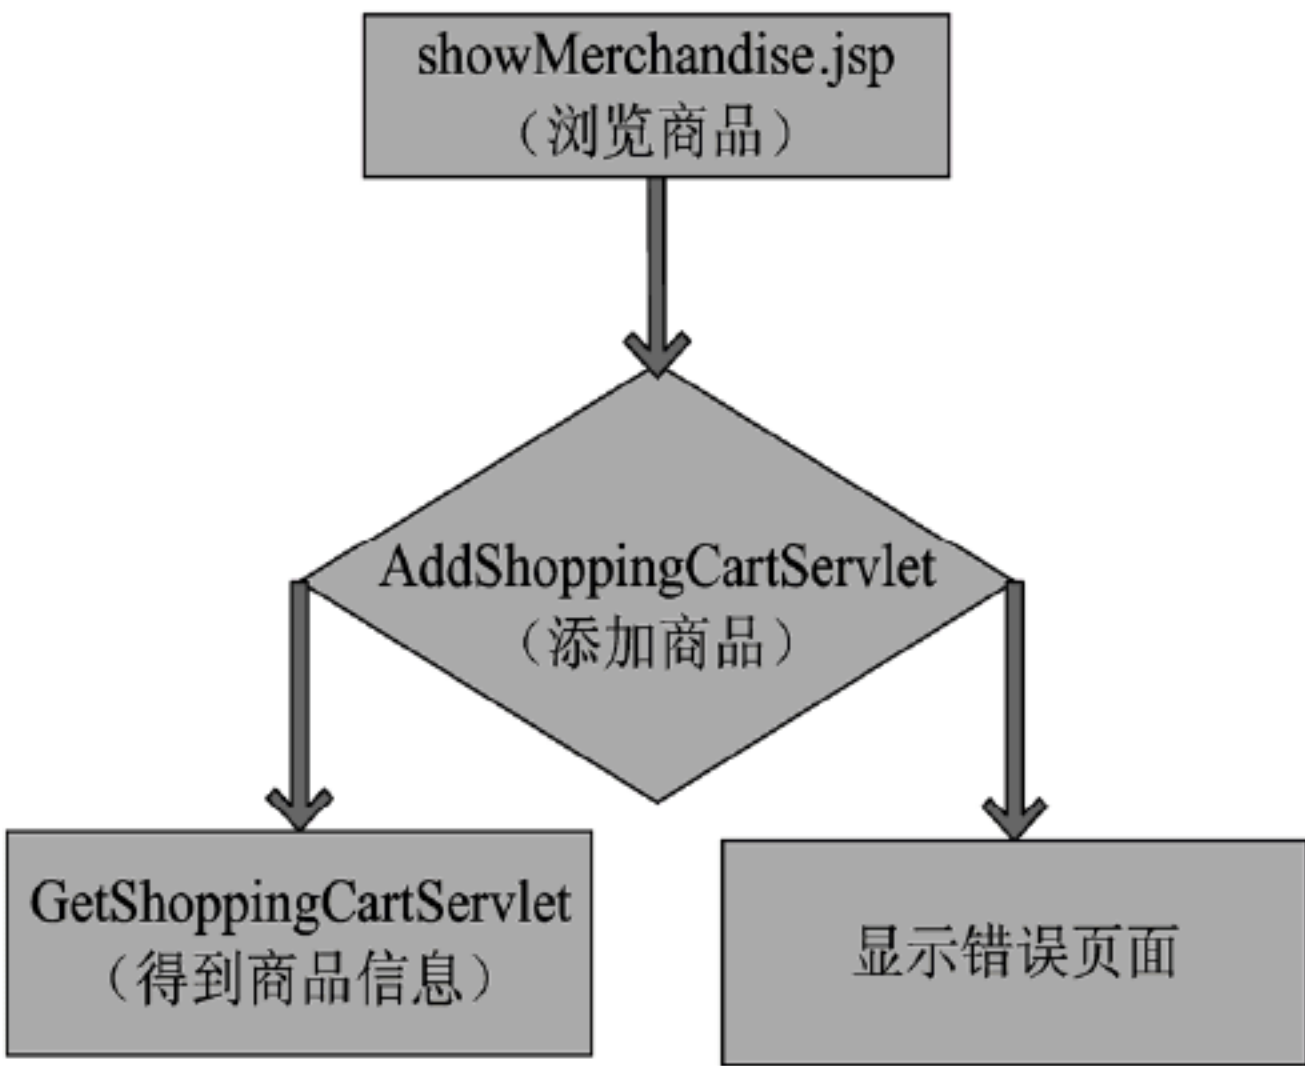 showMerchandise.jsp
（浏览商品）
AddShoppingCartServlet
（添加商品）
GetShoppingCartServlet
（得到商品信息）
显示错误页面